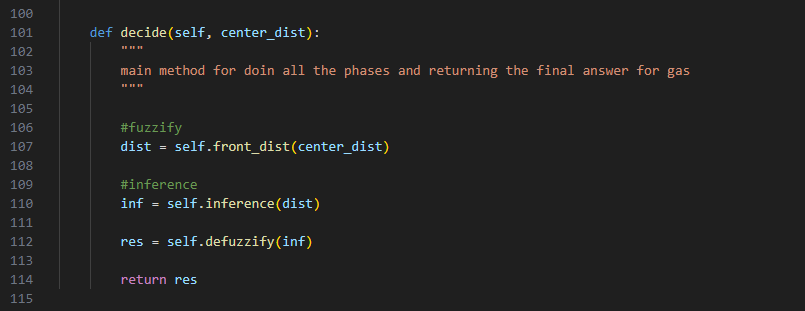 100
101 def decide(self, center_dist):
102 """
103 main method for doin all the phases and returning the final answer for gas
104 """
105
106 #fuzzify
107 dist = self.front_dist(center_dist)
108
109 #inference
110 inf = self.inference(dist)
111
112 res = self.defuzzify(inf)
113
114 return res
115